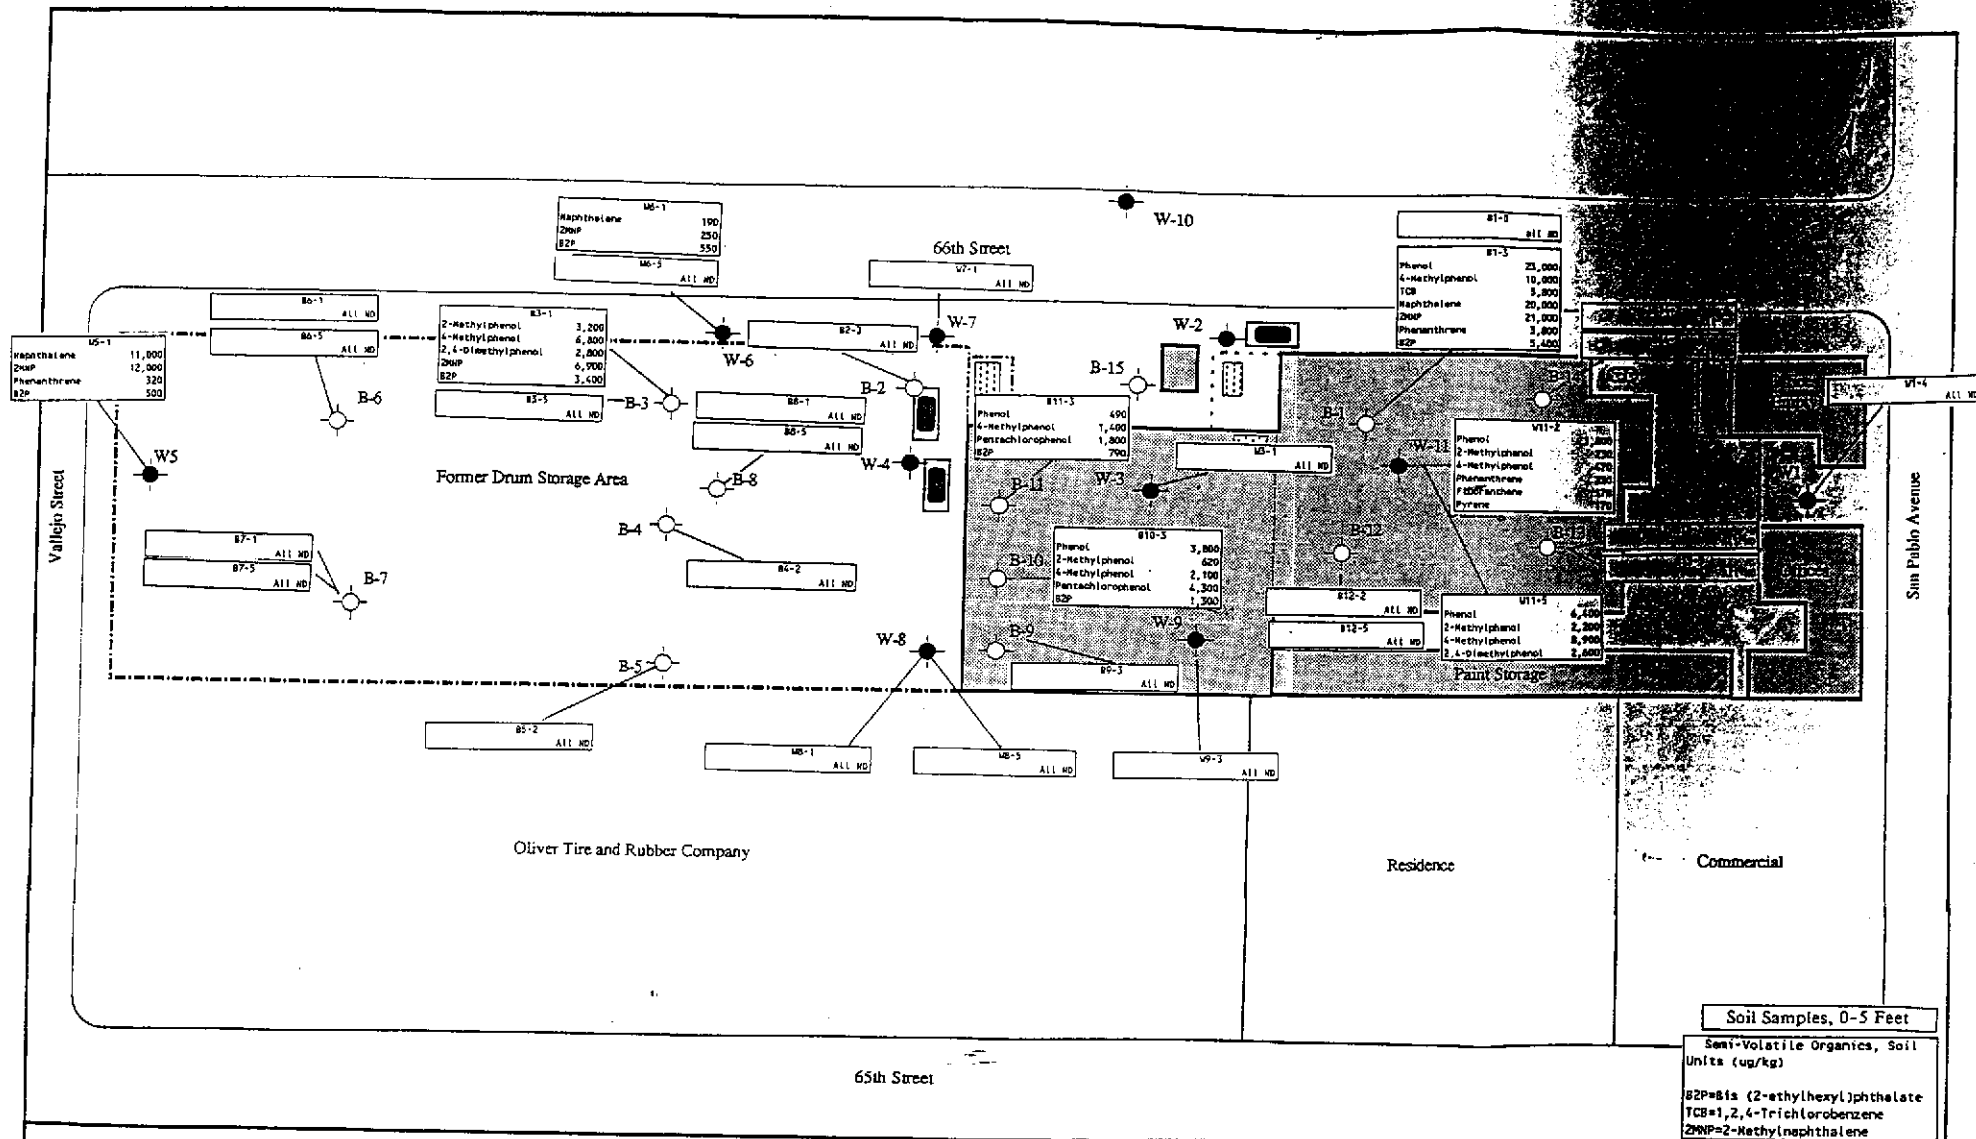 W-10
66th Street
W6-1
Naphthalene 190
2MNP 250
B2P 550
W6-5
All ND
W7-1
All ND
B1-0
All ND
B1-3
Phenol 23,000
4-Methylphenol 10,000
TCB 5,800
Naphthalene 20,000
2MNP 21,000
Phenanthrene 3,800
B2P 5,400
B6-1
All ND
B6-5
All ND
B-6
B3-1
2-Methylphenol 3,200
4-Methylphenol 6,800
2,4-Dimethylphenol 2,800
2MNP 6,900
B2P 3,400
B3-5
All ND
B-3
W-6
B2-3
All ND
B-2
W-7
W-2
B-15
W5-1
Naphthalene 11,000
2MNP 12,000
Phenanthrene 320
B2P 500
W5
Vallejo Street
B8-1
All ND
B8-5
All ND
B-8
W-4
Former Drum Storage Area
B11-3
Phenol 490
4-Methylphenol 1,400
Pentachlorophenol 1,800
B2P 790
B-11
W3-1
All ND
W-3
B-1
W-11
W11-2
Phenol
2-Methylphenol
4-Methylphenol
Phenanthrene
Fluoranthene
Pyrene
W1-4
All ND
San Pablo Avenue
B-4
B4-2
All ND
B7-1
All ND
B7-5
All ND
B-7
B-10
B10-3
Phenol 3,800
2-Methylphenol 620
4-Methylphenol 2,100
Pentachlorophenol 4,300
B2P 1,300
B-12
B-13
B12-2
All ND
B12-5
All ND
W11-5
Phenol 6,400
2-Methylphenol 2,200
4-Methylphenol 8,900
2,4-Dimethylphenol 2,600
Paint Storage
B-5
B5-2
All ND
W-8
W8-1
All ND
W8-5
All ND
B-9
B9-3
All ND
W-9
W9-3
All ND
Oliver Tire and Rubber Company
Residence
Commercial
65th Street
Soil Samples, 0-5 Feet
Semi-Volatile Organics, Soil
Units (ug/kg)
B2P=Bis (2-ethylhexyl)phthalate
TCB=1,2,4-Trichlorobenzene
2MNP=2-Methylnaphthalene